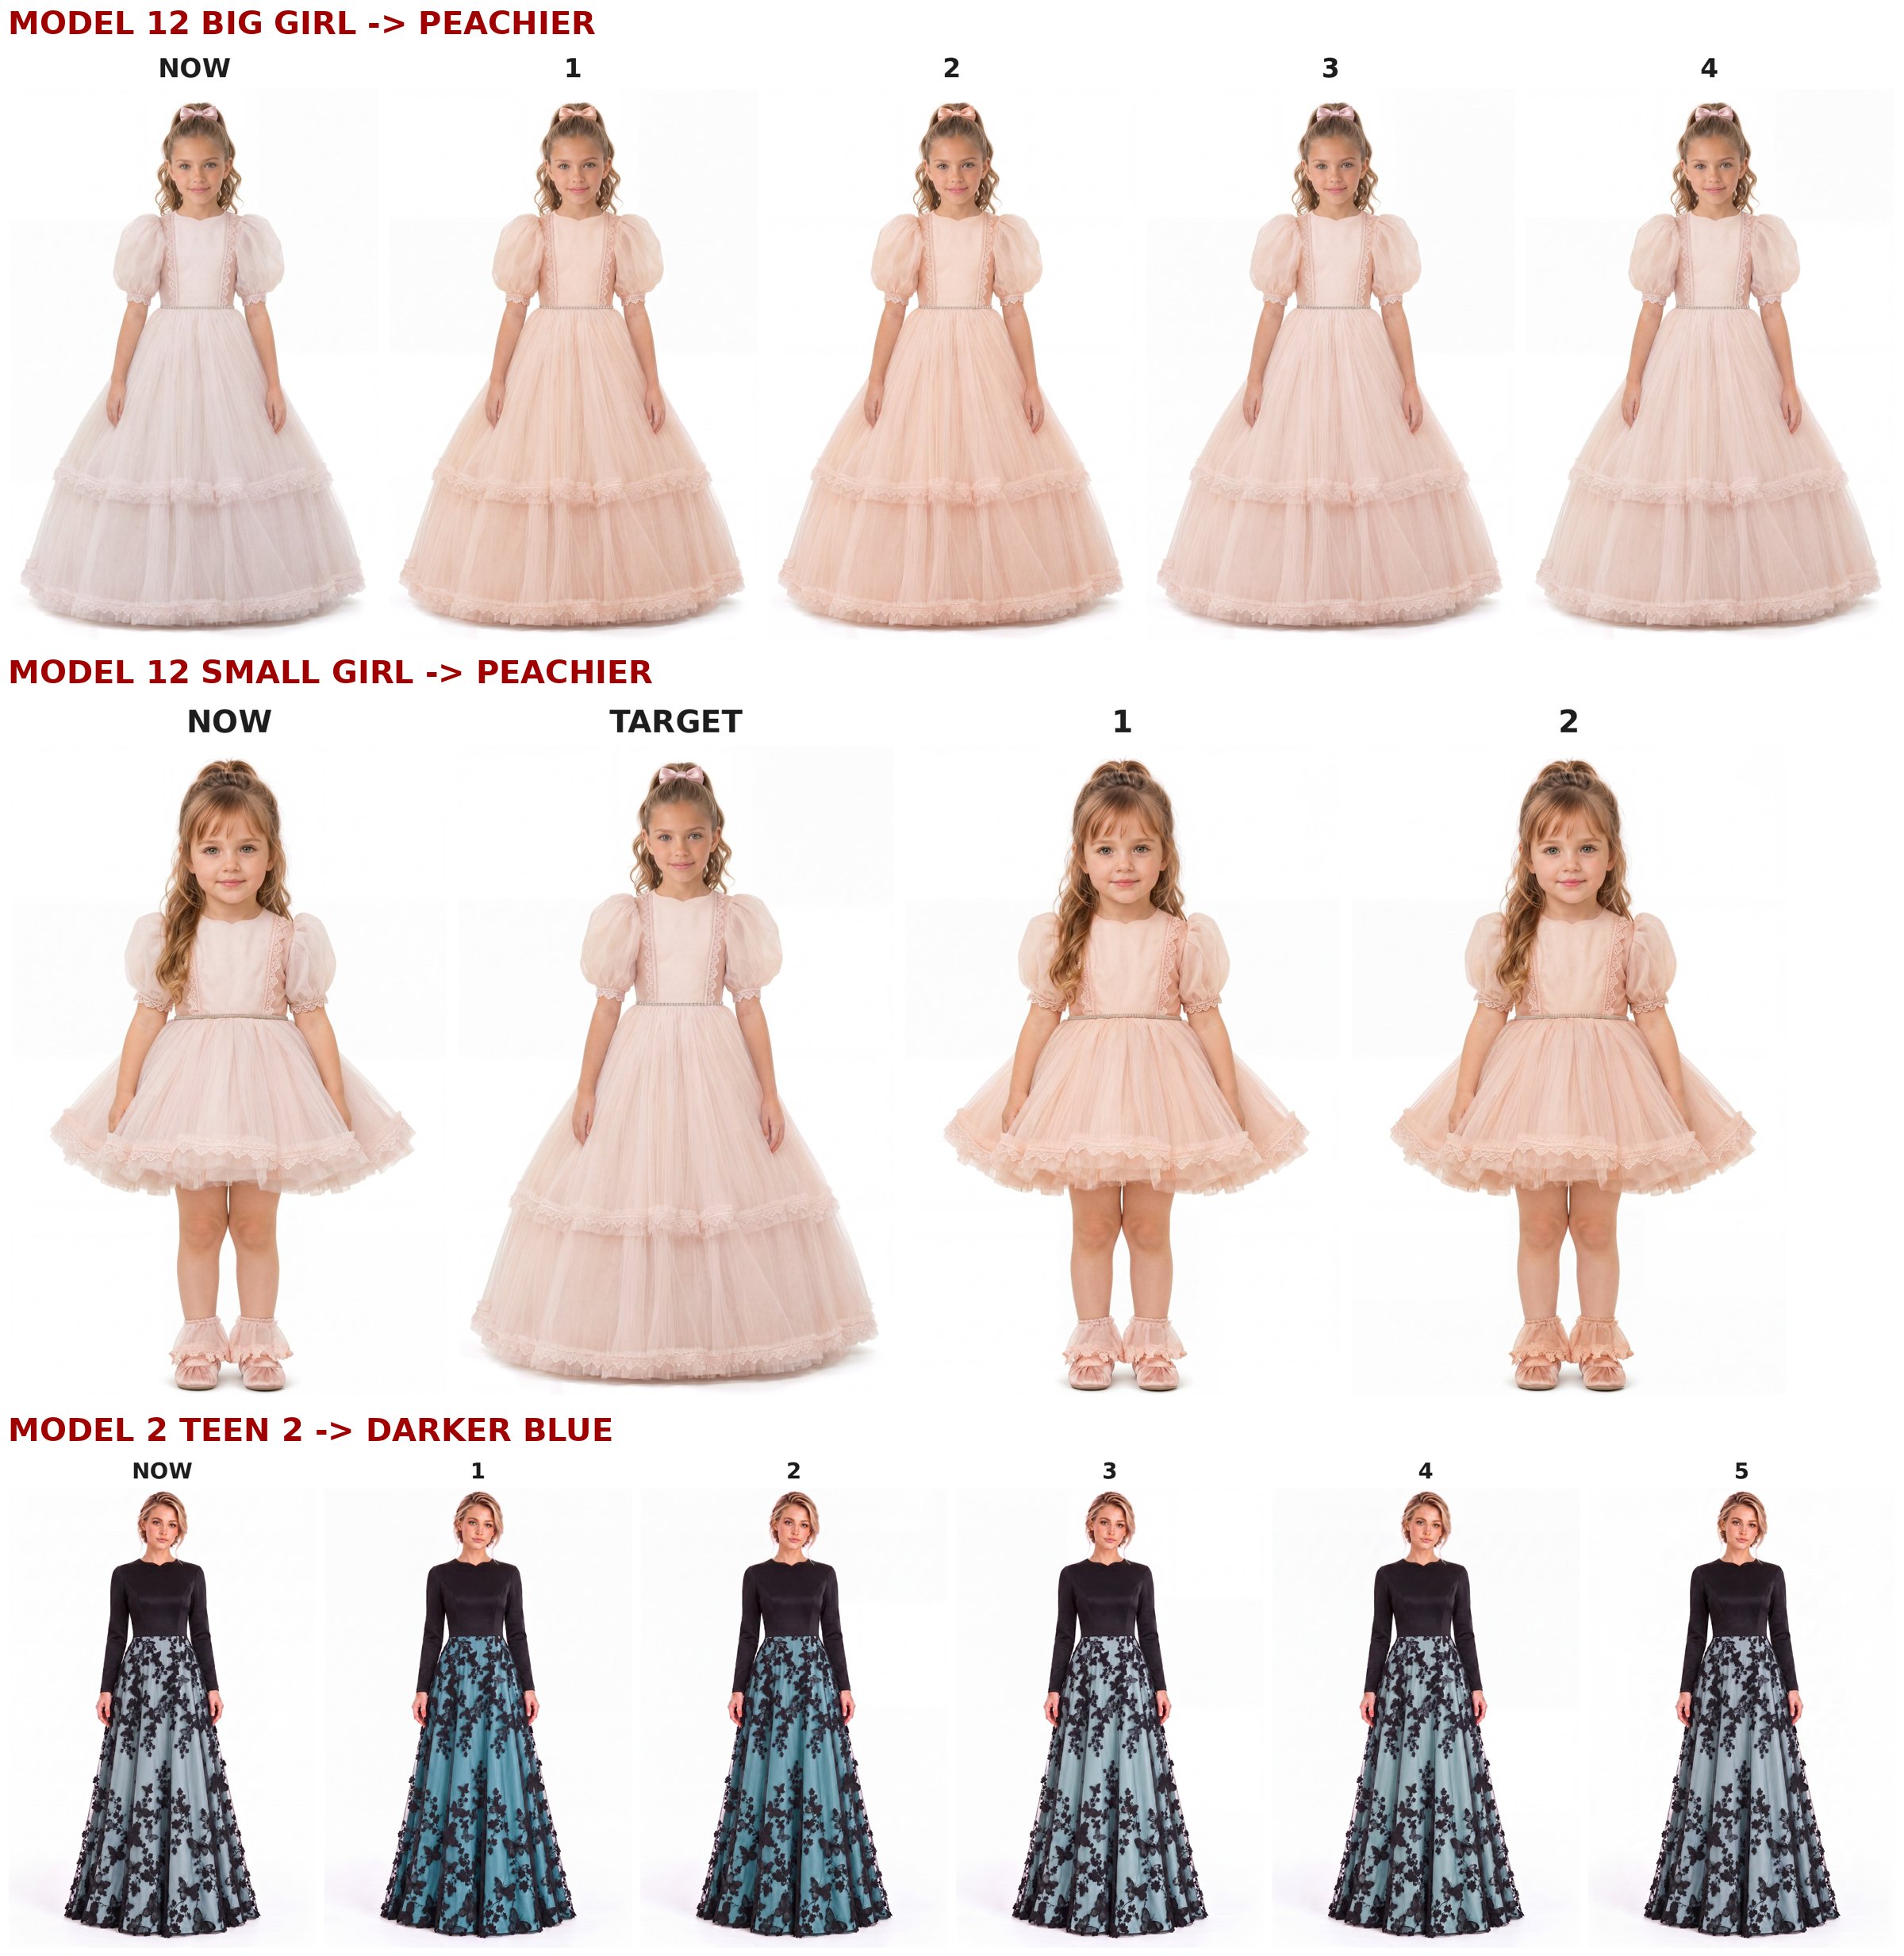 MODEL 12 BIG GIRL -> PEACHIER
NOW 1 2 3 4
MODEL 12 SMALL GIRL -> PEACHIER
NOW TARGET 1 2
MODEL 2 TEEN 2 -> DARKER BLUE
NOW 1 2 3 4 5